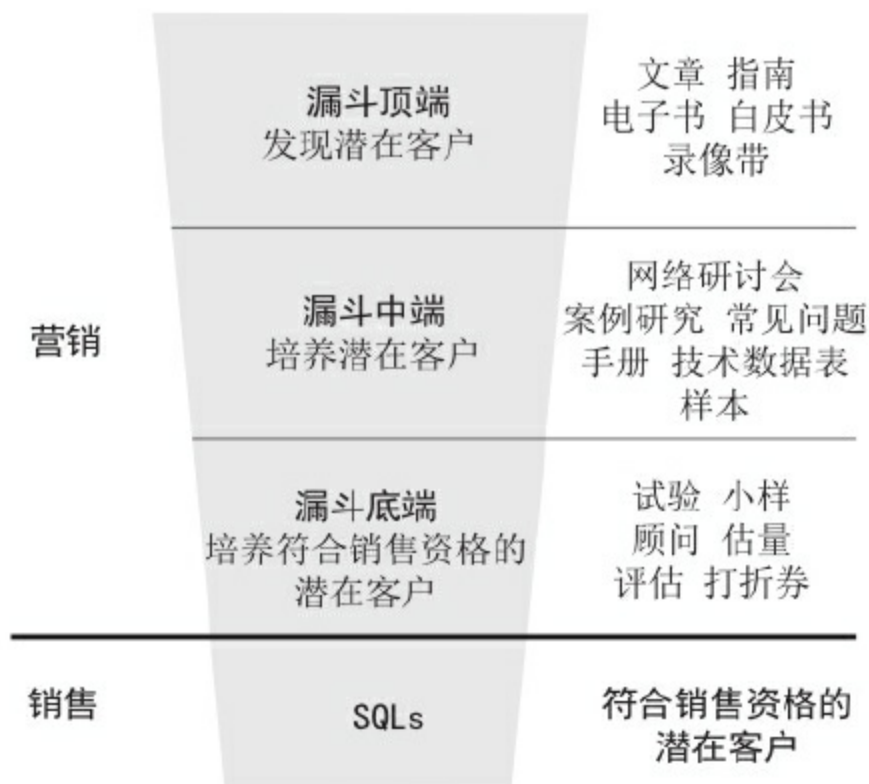 漏斗顶端
发现潜在客户
文章 指南
电子书 白皮书
录像带
营销
漏斗中端
培养潜在客户
网络研讨会
案例研究 常见问题
手册 技术数据表
样本
漏斗底端
培养符合销售资格的
潜在客户
试验 小样
顾问 估量
评估 打折券
销售
SQLs
符合销售资格的
潜在客户